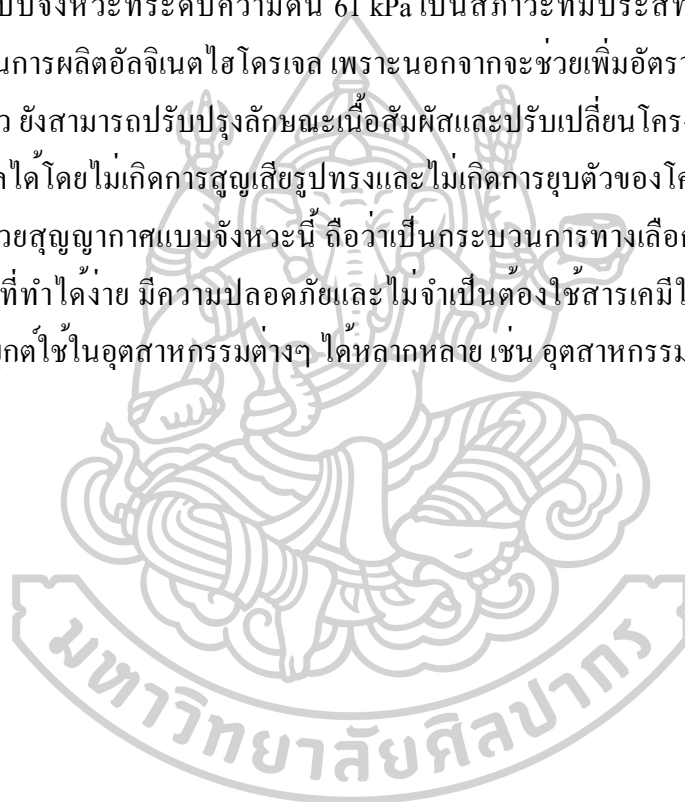 บบจังหวะที่ระดับความดัน 61 kPa เป็นสภาวะที่มีประสิท
นการผลิตอัลจิเนตไฮโดรเจล เพราะนอกจากจะช่วยเพิ่มอัตรา
ว ยังสามารถปรับปรุงลักษณะเนื้อสัมผัสและปรับเปลี่ยนโคร
ลได้โดยไม่เกิดการสูญเสียรูปทรงและไม่เกิดการยุบตัวของโค
วยสุญญากาศแบบจังหวะนี้ ถือว่าเป็นกระบวนการทางเลือก
ที่ทำได้ง่าย มีความปลอดภัยและไม่จำเป็นต้องใช้สารเคมีใ
ุกต์ใช้ในอุตสาหกรรมต่างๆ ได้หลากหลาย เช่น อุตสาหกรรม
มหาวิทยาลัยศิลปากร